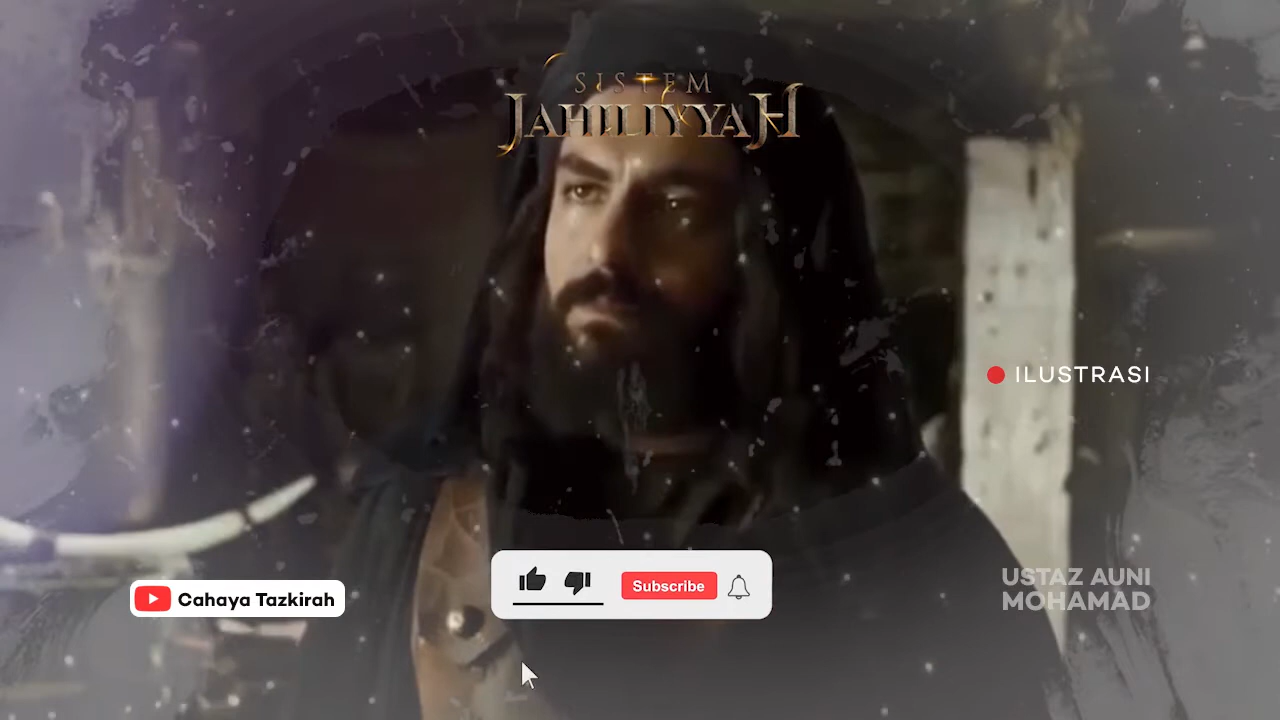 SISTEM
JAHILIYYAH
ILUSTRASI
USTAZ AUNI
MOHAMAD
Cahaya Tazkirah
Subscribe